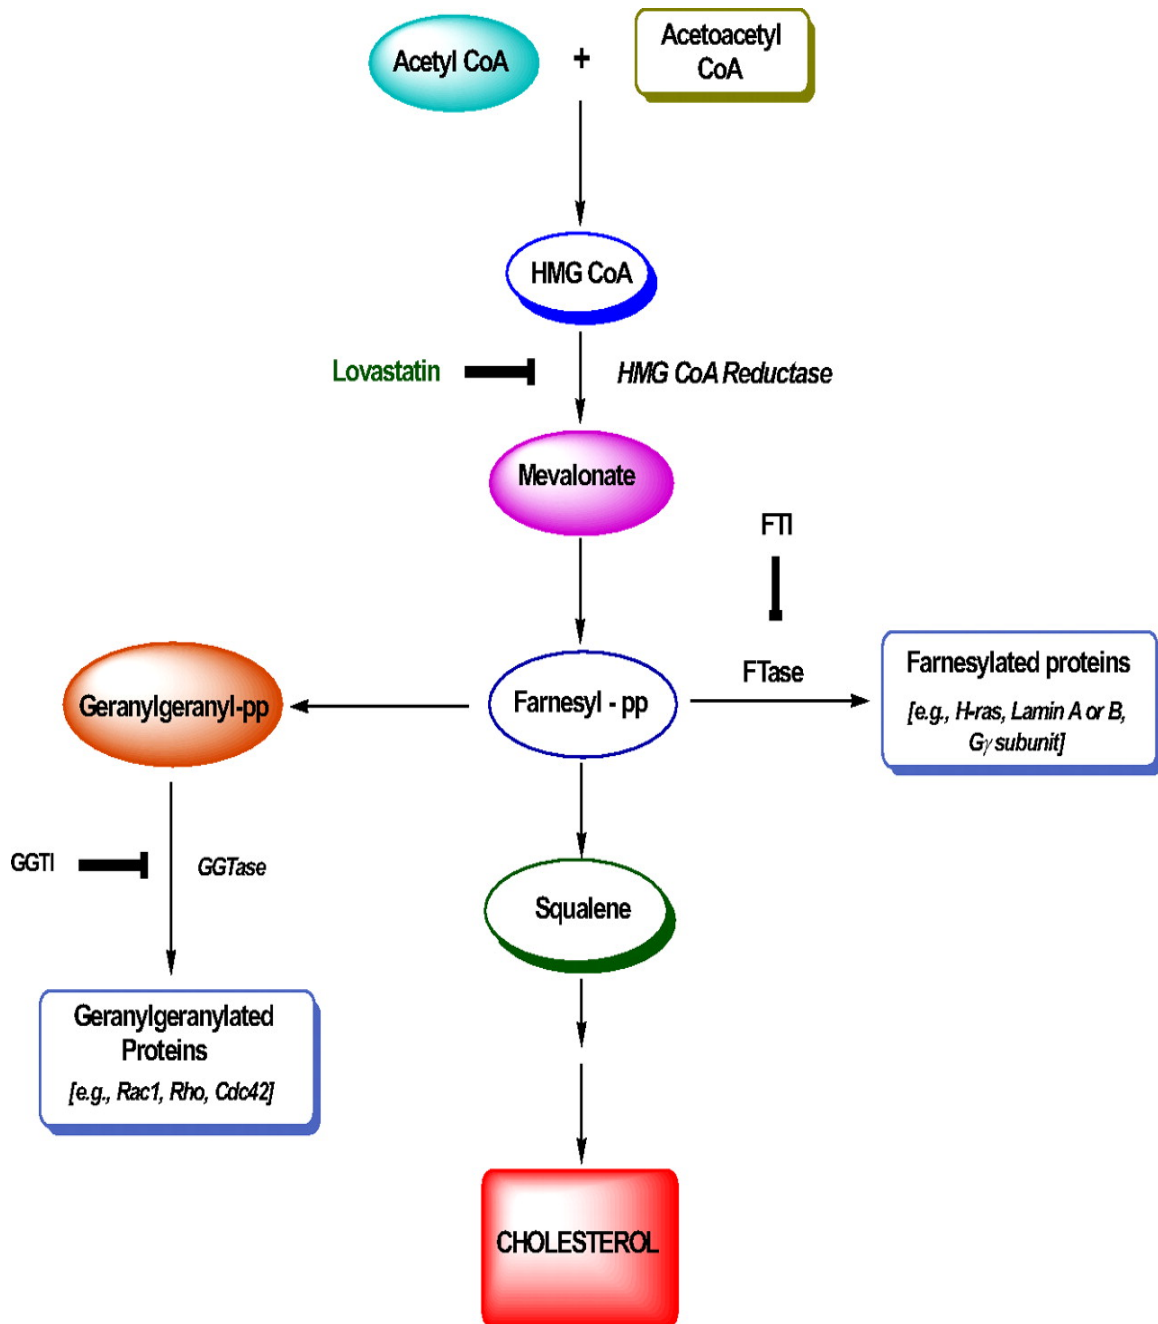 Acetyl CoA
+
Acetoacetyl
CoA
HMG CoA
Lovastatin
HMG CoA Reductase
Mevalonate
FTI
Geranylgeranyl-pp
Farnesyl - pp
FTase
Farnesylated proteins
[e.g., H-ras, Lamin A or B,
Gγ subunit]
GGTI
GGTase
Squalene
Geranylgeranylated
Proteins
[e.g., Rac1, Rho, Cdc42]
CHOLESTEROL